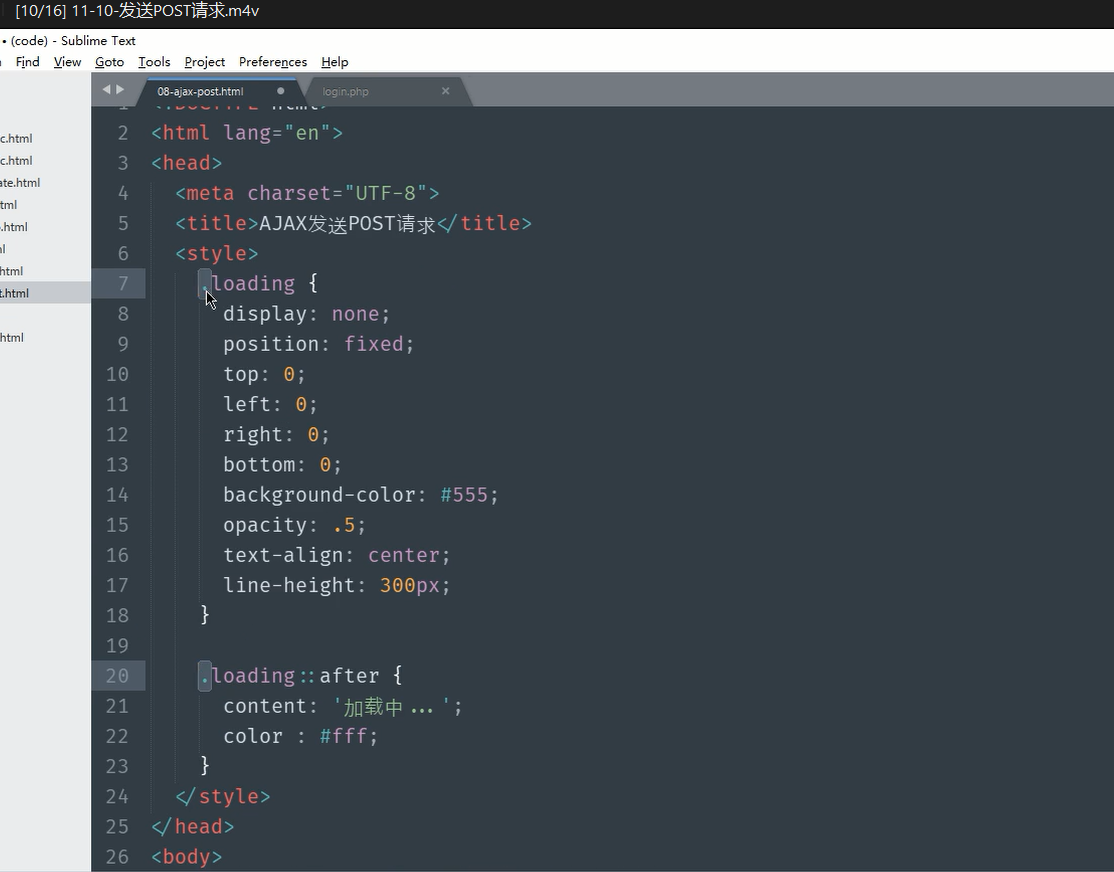 [10/16] 11-10-发送POST请求.m4v
• (code) - Sublime Text
Find View Goto Tools Project Preferences Help
08-ajax-post.html
login.php
c.html
c.html
ate.html
tml
.html
html
t.html
html
1 <!DOCTYPE html>
2 <html lang="en">
3 <head>
4 <meta charset="UTF-8">
5 <title>AJAX发送POST请求</title>
6 <style>
7 .loading {
8 display: none;
9 position: fixed;
10 top: 0;
11 left: 0;
12 right: 0;
13 bottom: 0;
14 background-color: #555;
15 opacity: .5;
16 text-align: center;
17 line-height: 300px;
18 }
19
20 .loading::after {
21 content: '加载中...';
22 color : #fff;
23 }
24 </style>
25 </head>
26 <body>